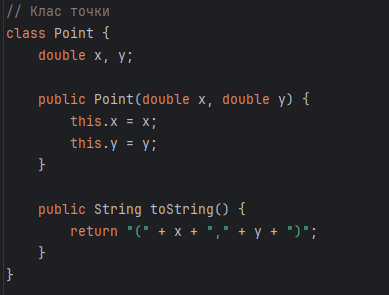 // Клас точки
class Point {
    double x, y;

    public Point(double x, double y) {
        this.x = x;
        this.y = y;
    }

    public String toString() {
        return "(" + x + "," + y + ")";
    }
}